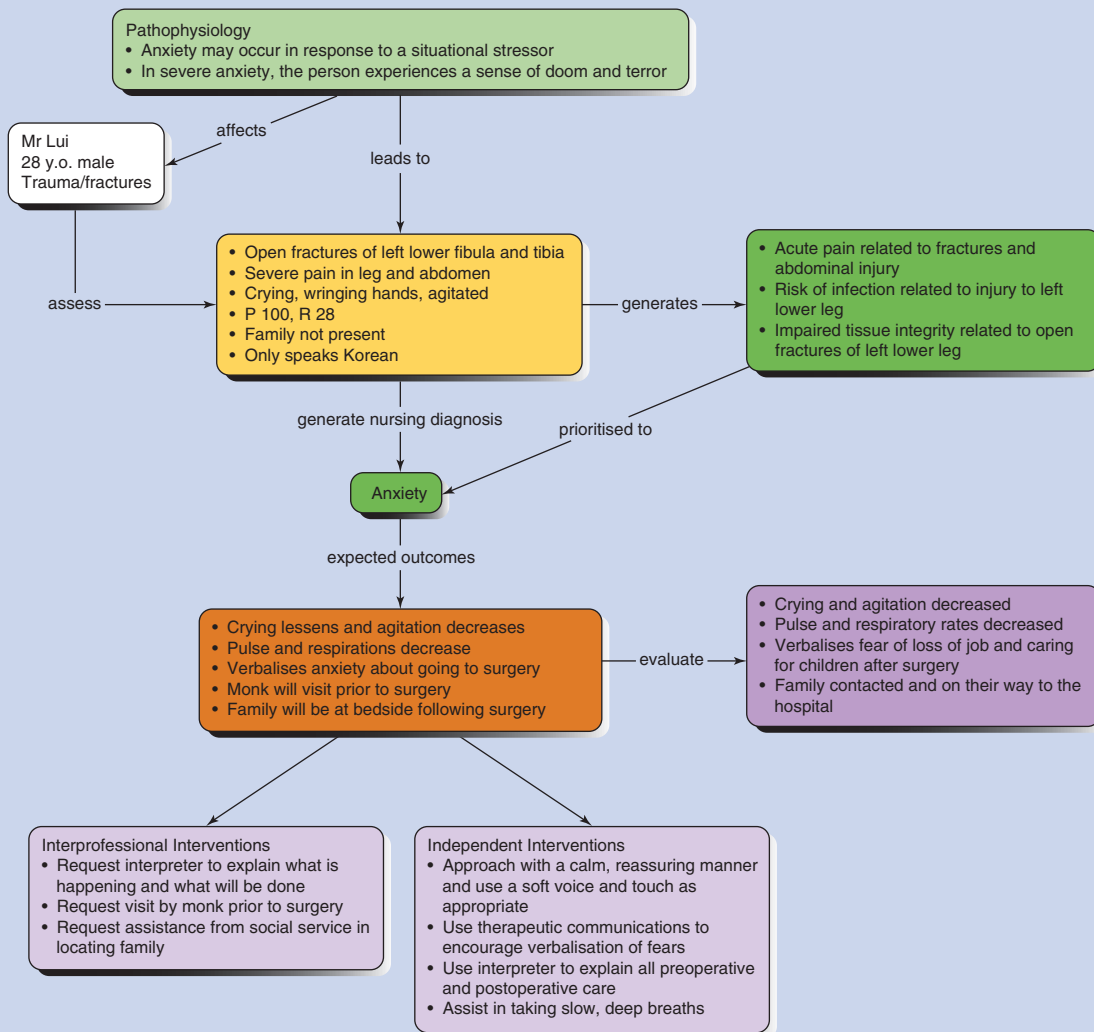 Pathophysiology
• Anxiety may occur in response to a situational stressor
• In severe anxiety, the person experiences a sense of doom and terror
affects
leads to
Mr Lui
28 y.o. male
Trauma/fractures
assess
• Open fractures of left lower fibula and tibia
• Severe pain in leg and abdomen
• Crying, wringing hands, agitated
• P 100, R 28
• Family not present
• Only speaks Korean
generates
• Acute pain related to fractures and
abdominal injury
• Risk of infection related to injury to left
lower leg
• Impaired tissue integrity related to open
fractures of left lower leg
generate nursing diagnosis
prioritised to
Anxiety
expected outcomes
• Crying lessens and agitation decreases
• Pulse and respirations decrease
• Verbalises anxiety about going to surgery
• Monk will visit prior to surgery
• Family will be at bedside following surgery
evaluate
• Crying and agitation decreased
• Pulse and respiratory rates decreased
• Verbalises fear of loss of job and caring
for children after surgery
• Family contacted and on their way to the
hospital
Interprofessional Interventions
• Request interpreter to explain what is
happening and what will be done
• Request visit by monk prior to surgery
• Request assistance from social service in
locating family
Independent Interventions
• Approach with a calm, reassuring manner
and use a soft voice and touch as
appropriate
• Use therapeutic communications to
encourage verbalisation of fears
• Use interpreter to explain all preoperative
and postoperative care
• Assist in taking slow, deep breaths